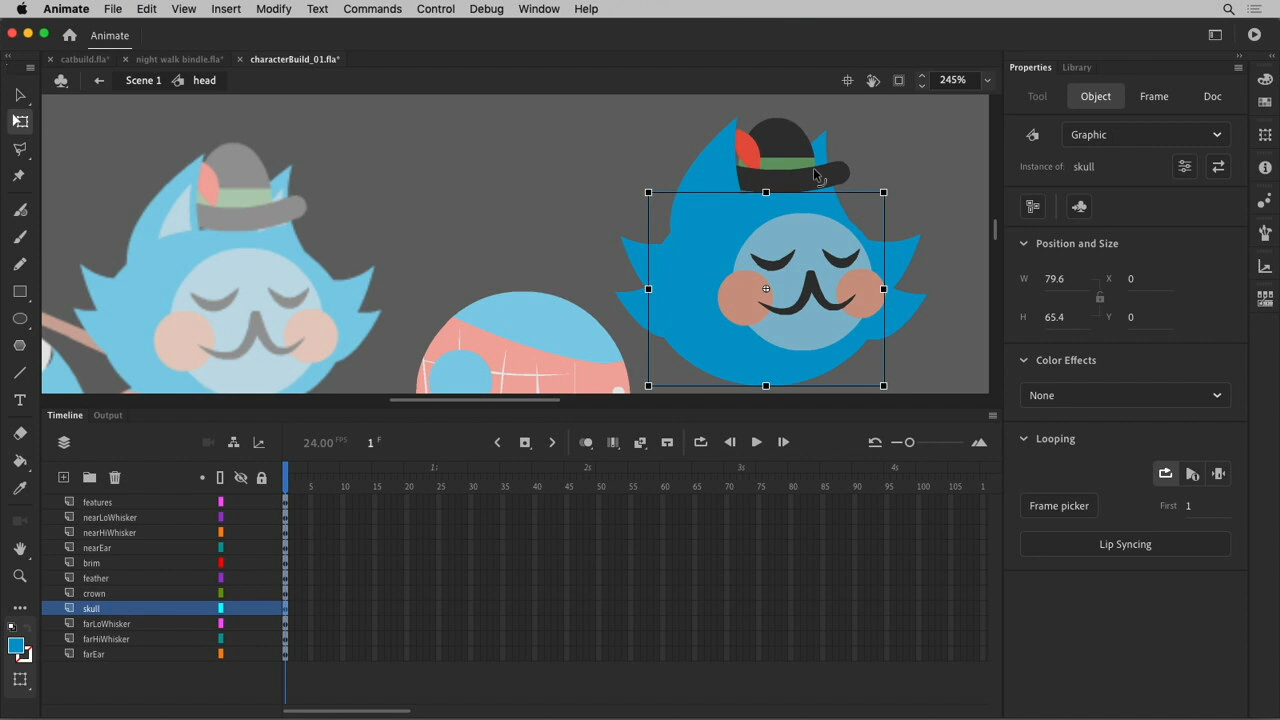 Animate File Edit View Insert Modify Text Commands Control Debug Window Help
Animate
catbuild.fla* night walk bindle.fla* characterBuild_01.fla*
Scene 1 head 245%
Properties Library
Tool Object Frame Doc
Graphic
Instance of: skull
Position and Size
W 79.6 X 0
H 65.4 Y 0
Color Effects
None
Looping
Frame picker First 1
Lip Syncing
Timeline Output
24.00 FPS 1 F
1s 2s 3s 4s
5 10 15 20 25 30 35 40 45 50 55 60 65 70 75 80 85 90 95 100 105 1
features
nearLoWhisker
nearHiWhisker
nearEar
brim
feather
crown
skull
farLoWhisker
farHiWhisker
farEar